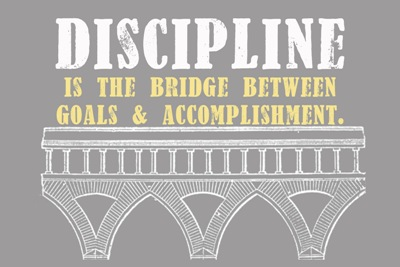 DISCIPLINE
IS THE BRIDGE BETWEEN
GOALS & ACCOMPLISHMENT.